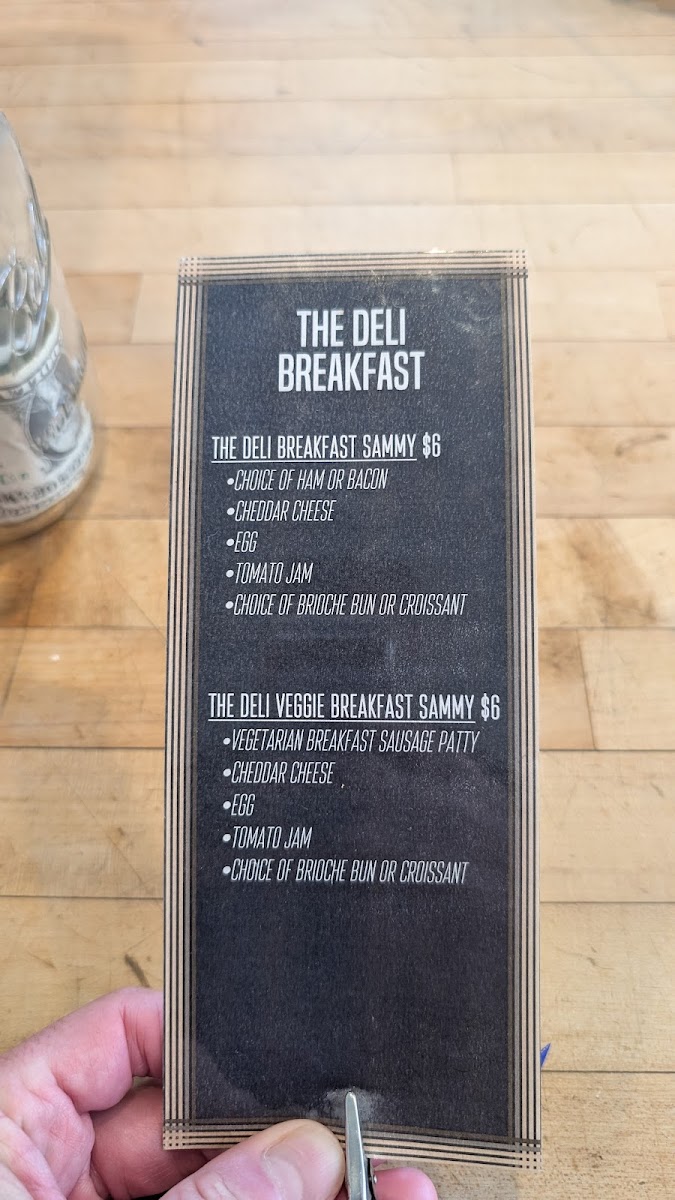 THE DELI
BREAKFAST
THE DELI BREAKFAST SAMMY $6
•CHOICE OF HAM OR BACON
•CHEDDAR CHEESE
•EGG
•TOMATO JAM
•CHOICE OF BRIOCHE BUN OR CROISSANT
THE DELI VEGGIE BREAKFAST SAMMY $6
•VEGETARIAN BREAKFAST SAUSAGE PATTY
•CHEDDAR CHEESE
•EGG
•TOMATO JAM
•CHOICE OF BRIOCHE BUN OR CROISSANT